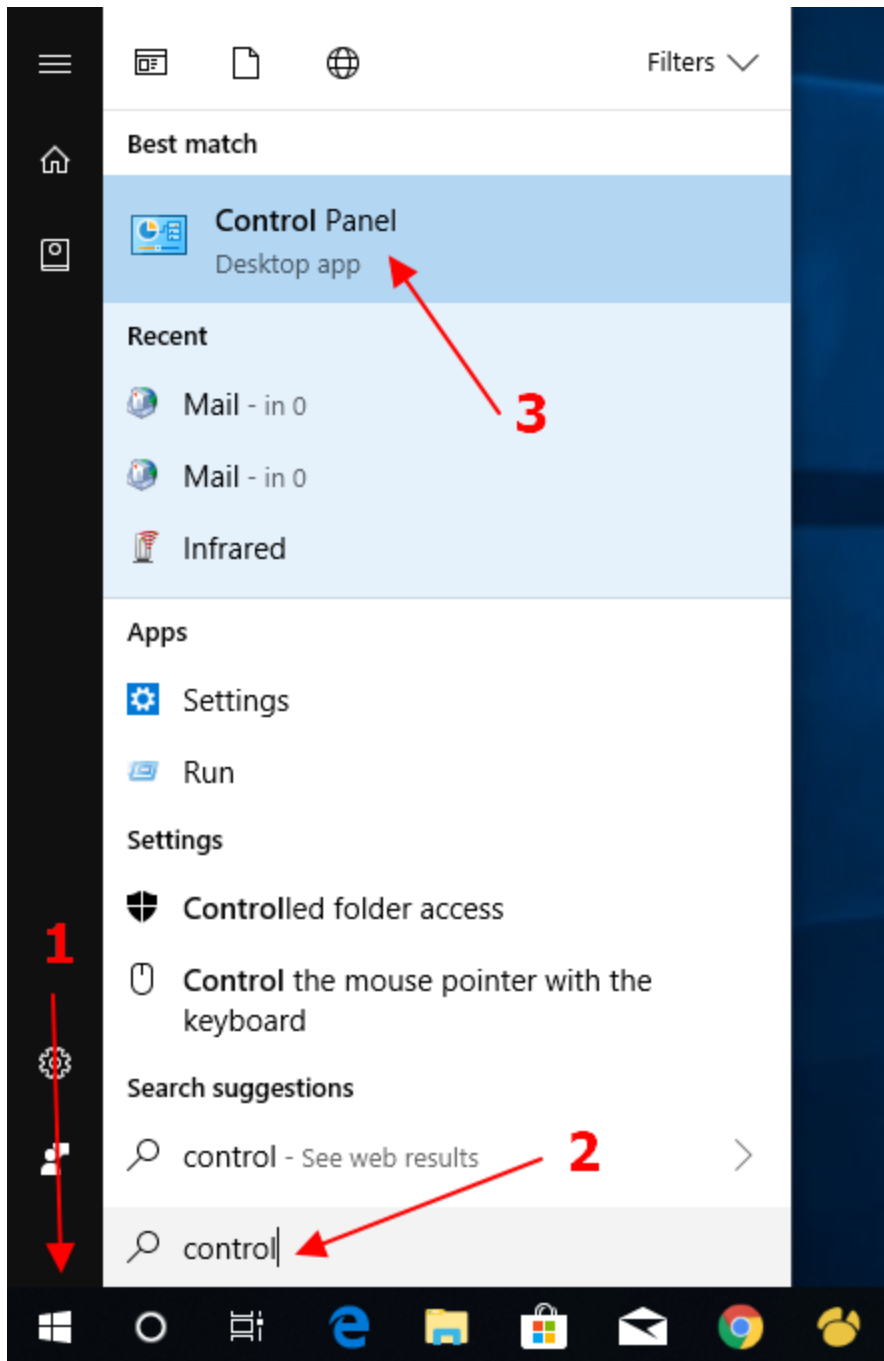 Filters
Best match
Control Panel
Desktop app
Recent
3
Mail - in 0
Mail - in 0
Infrared
Apps
Settings
Run
Settings
Controlled folder access
1
Control the mouse pointer with the
keyboard
Search suggestions
control - See web results
2
control